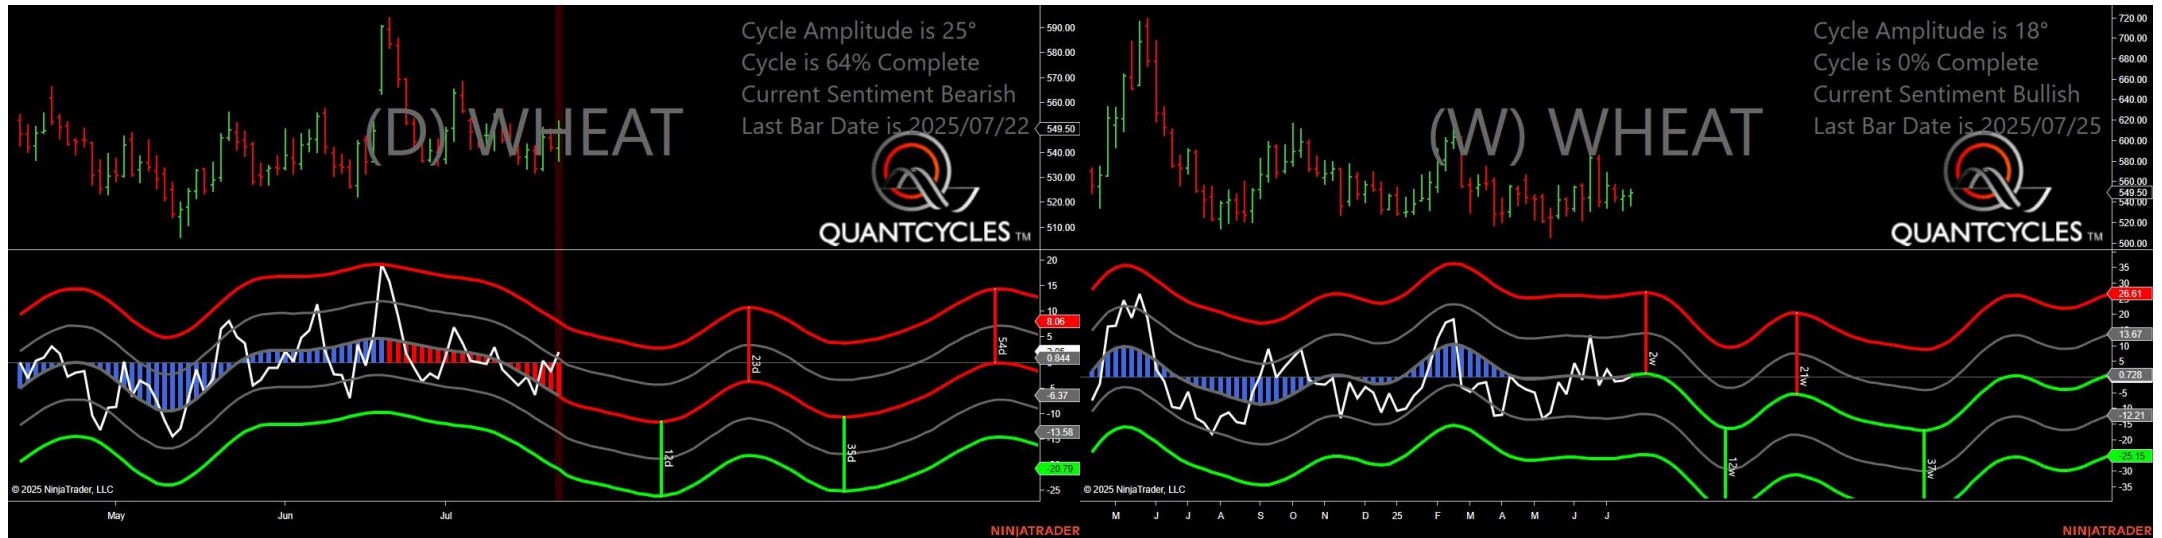 Cycle Amplitude is 25°
Cycle is 64% Complete
Current Sentiment Bearish
Last Bar Date is 2025/07/22
(D) WHEAT
QUANTCYCLES TM
590.00
580.00
570.00
560.00
549.50
540.00
530.00
520.00
510.00
20
15
10
8.06
5
0.844
-5
-6.37
-10
-13.58
-15
-20.79
-25
23d
54d
12d
35d
© 2025 NinjaTrader, LLC
May Jun Jul
NINJATRADER
Cycle Amplitude is 18°
Cycle is 0% Complete
Current Sentiment Bullish
Last Bar Date is 2025/07/25
(W) WHEAT
QUANTCYCLES TM
720.00
700.00
680.00
660.00
640.00
620.00
600.00
580.00
560.00
549.50
540.00
520.00
500.00
35
30
26.61
25
20
13.67
10
5
0.728
-5
-10
-12.21
-15
-20
-25.15
-30
-35
2w
21w
12w
37w
© 2025 NinjaTrader, LLC
M J J A S O N D 25 F M A M J J
NINJATRADER